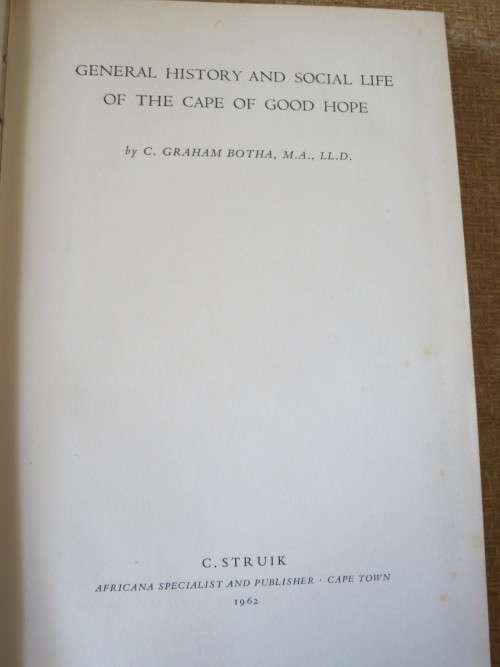 GENERAL HISTORY AND SOCIAL LIFE
OF THE CAPE OF GOOD HOPE
by C. GRAHAM BOTHA, M.A., LL.D.
C. STRUIK
AFRICANA SPECIALIST AND PUBLISHER · CAPE TOWN
1962